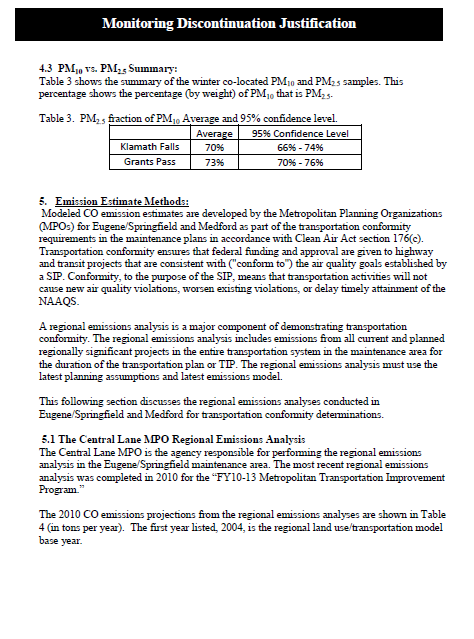 Monitoring Discontinuation Justification
4.3 PM₁₀ vs. PM₂.₅ Summary:
Table 3 shows the summary of the winter co-located PM₁₀ and PM₂.₅ samples. This
percentage shows the percentage (by weight) of PM₁₀ that is PM₂.₅.
Table 3. PM₂.₅ fraction of PM₁₀ Average and 95% confidence level.
Average 95% Confidence Level
Klamath Falls 70% 66% - 74%
Grants Pass 73% 70% - 76%
5. Emission Estimate Methods:
Modeled CO emission estimates are developed by the Metropolitan Planning Organizations
(MPOs) for Eugene/Springfield and Medford as part of the transportation conformity
requirements in the maintenance plans in accordance with Clean Air Act section 176(c).
Transportation conformity ensures that federal funding and approval are given to highway
and transit projects that are consistent with ("conform to") the air quality goals established by
a SIP. Conformity, to the purpose of the SIP, means that transportation activities will not
cause new air quality violations, worsen existing violations, or delay timely attainment of the
NAAQS.
A regional emissions analysis is a major component of demonstrating transportation
conformity. The regional emissions analysis includes emissions from all current and planned
regionally significant projects in the entire transportation system in the maintenance area for
the duration of the transportation plan or TIP. The regional emissions analysis must use the
latest planning assumptions and latest emissions model.
This following section discusses the regional emissions analyses conducted in
Eugene/Springfield and Medford for transportation conformity determinations.
5.1 The Central Lane MPO Regional Emissions Analysis
The Central Lane MPO is the agency responsible for performing the regional emissions
analysis in the Eugene/Springfield maintenance area. The most recent regional emissions
analysis was completed in 2010 for the “FY10-13 Metropolitan Transportation Improvement
Program.”
The 2010 CO emissions projections from the regional emissions analyses are shown in Table
4 (in tons per year). The first year listed, 2004, is the regional land use/transportation model
base year.